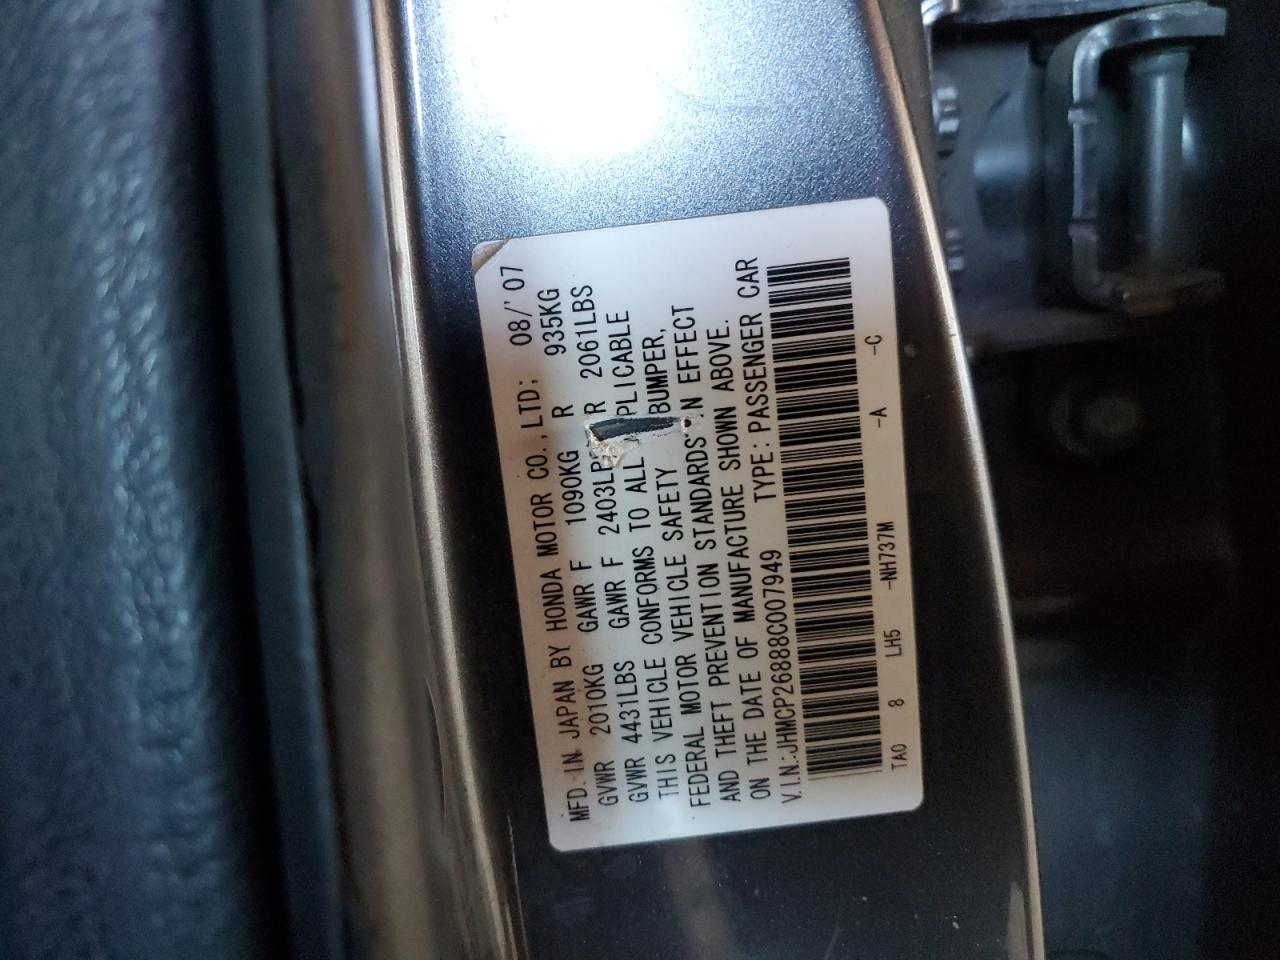 MFD. IN JAPAN BY HONDA MOTOR CO., LTD; 08/'07
GVWR 2010KG GAWR F 1090KG R 935KG
GVWR 4431LBS GAWR F 2403LB R 2061LBS
THIS VEHICLE CONFORMS TO ALL PLICABLE
FEDERAL MOTOR VEHICLE SAFETY BUMPER,
AND THEFT PREVENTION STANDARDS N EFFECT
ON THE DATE OF MANUFACTURE SHOWN ABOVE.
V.I.N.:JHMCP26888C007949 TYPE: PASSENGER CAR
TA0 8 LH5 -NH737M -A -C